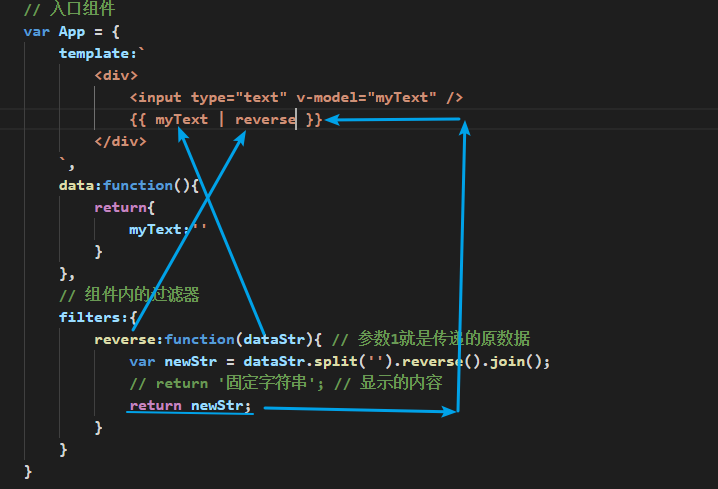 // 入口组件
var App = {
    template:`
        <div>
            <input type="text" v-model="myText" />
            {{ myText | reverse }}
        </div>
    `,
    data:function(){
        return{
            myText:''
        }
    },
    // 组件内的过滤器
    filters:{
        reverse:function(dataStr){ // 参数1就是传递的原数据
            var newStr = dataStr.split('').reverse().join();
            // return '固定字符串'; // 显示的内容
            return newStr;
        }
    }
}